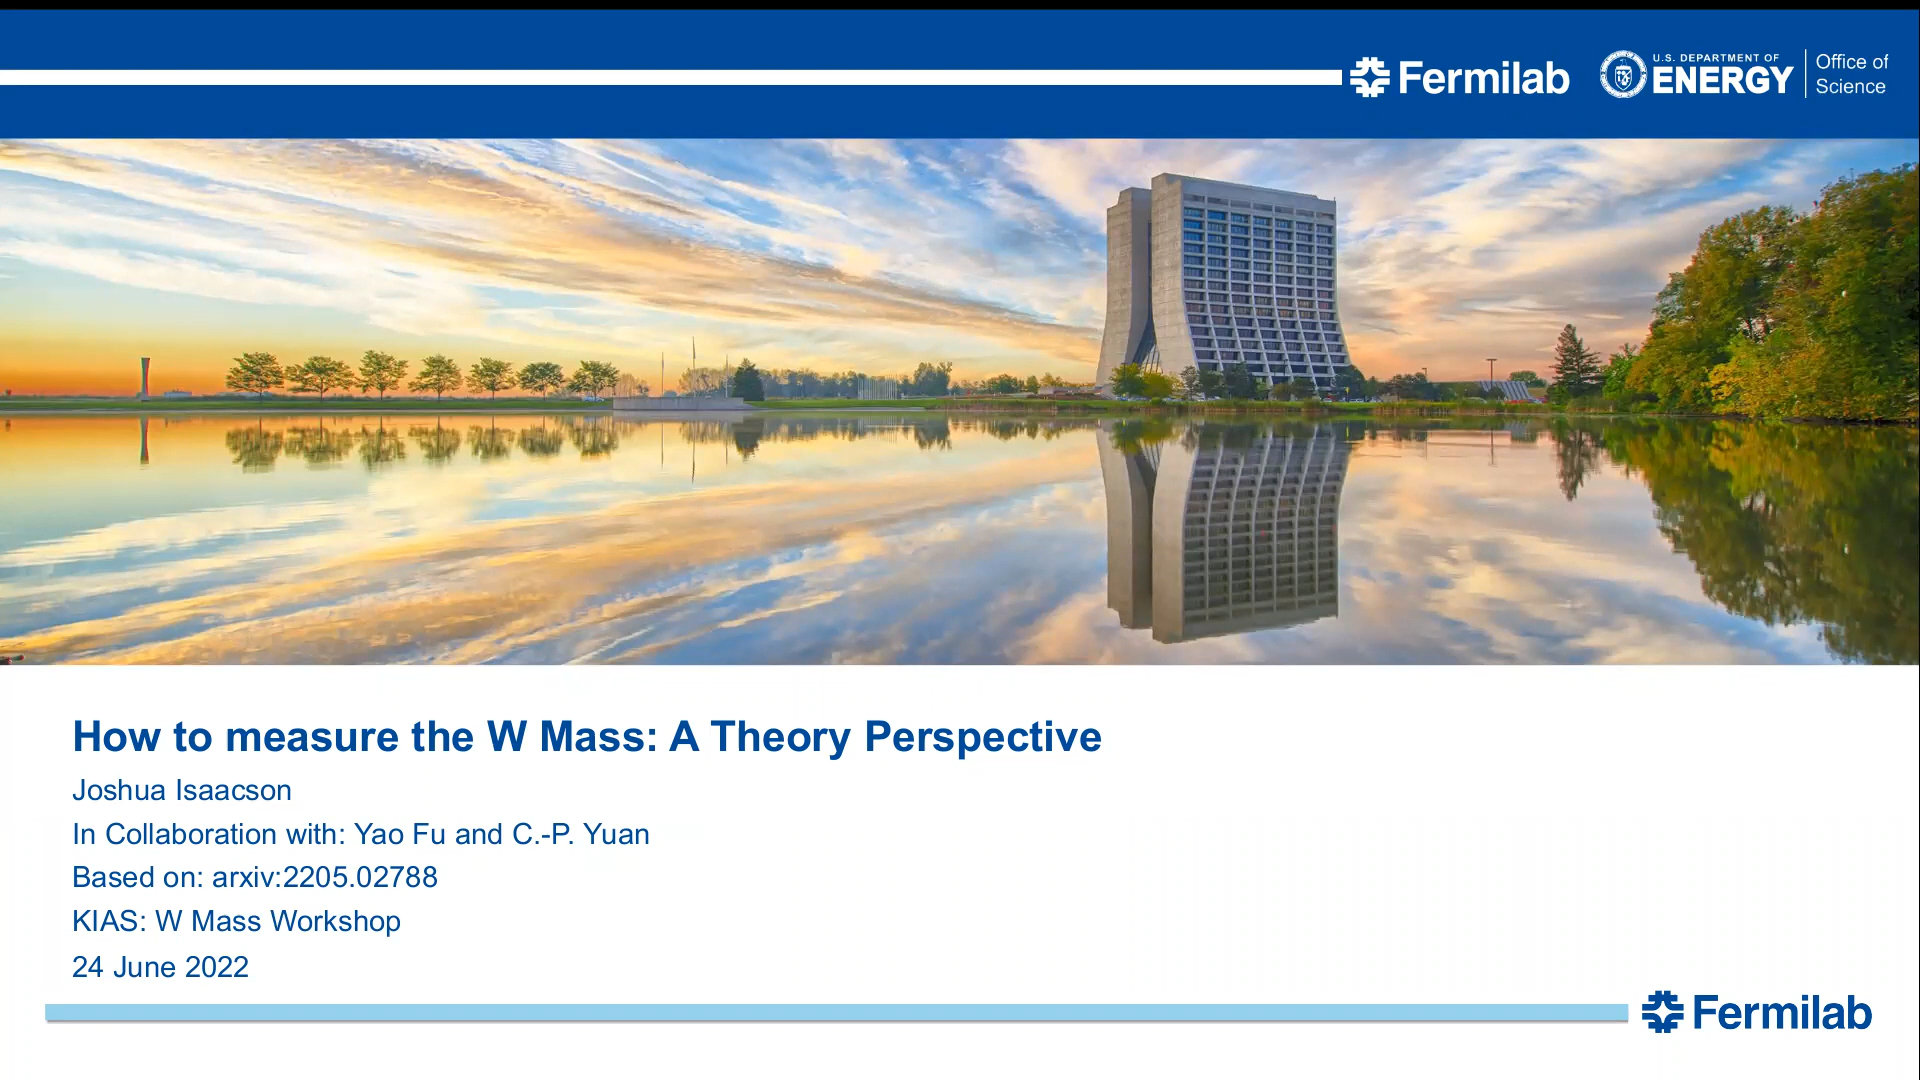 Fermilab
U.S. DEPARTMENT OF
ENERGY
Office of
Science
How to measure the W Mass: A Theory Perspective
Joshua Isaacson
In Collaboration with: Yao Fu and C.-P. Yuan
Based on: arxiv:2205.02788
KIAS: W Mass Workshop
24 June 2022
Fermilab